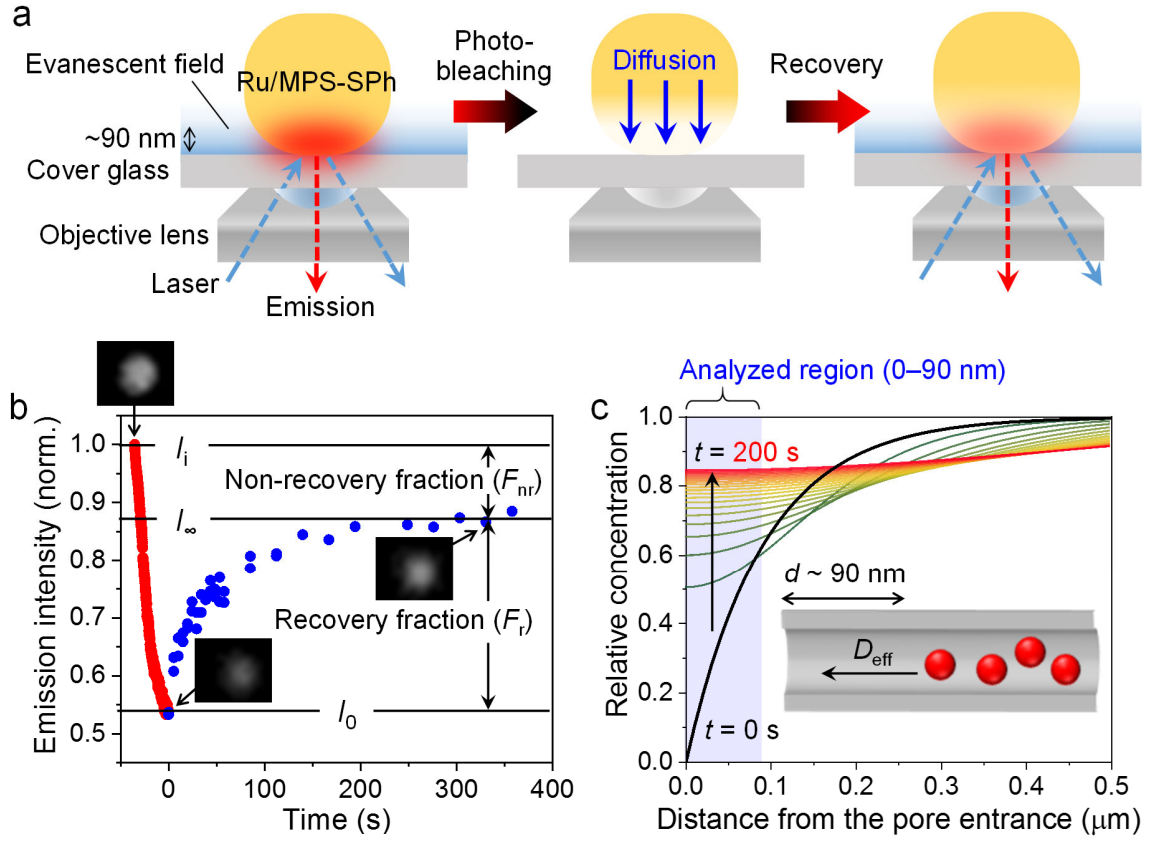 a
Evanescent field
Ru/MPS-SPh
Photo-
bleaching
Diffusion
Recovery
~90 nm
Cover glass
Objective lens
Laser
Emission
b
Emission intensity (norm.)
1.0
0.9
0.8
0.7
0.6
0.5
0
100
200
300
400
Time (s)
Ii
Non-recovery fraction (Fnr)
I∞
Recovery fraction (Fr)
I0
Analyzed region (0–90 nm)
c
Relative concentration
1.0
0.8
0.6
0.4
0.2
0.0
0.0
0.1
0.2
0.3
0.4
0.5
Distance from the pore entrance (μm)
t = 200 s
d ~ 90 nm
Deff
t = 0 s